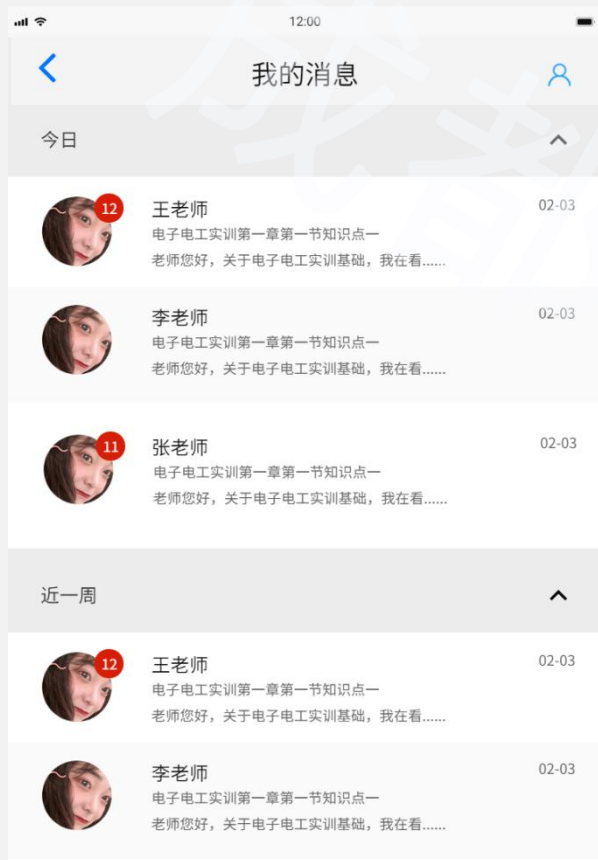 12:00
我的消息
今日
12
王老师
02-03
电子电工实训第一章第一节知识点一
老师您好，关于电子电工实训基础，我在看......
李老师
02-03
电子电工实训第一章第一节知识点一
老师您好，关于电子电工实训基础，我在看......
11
张老师
02-03
电子电工实训第一章第一节知识点一
老师您好，关于电子电工实训基础，我在看......
近一周
12
王老师
02-03
电子电工实训第一章第一节知识点一
老师您好，关于电子电工实训基础，我在看......
李老师
02-03
电子电工实训第一章第一节知识点一
老师您好，关于电子电工实训基础，我在看......